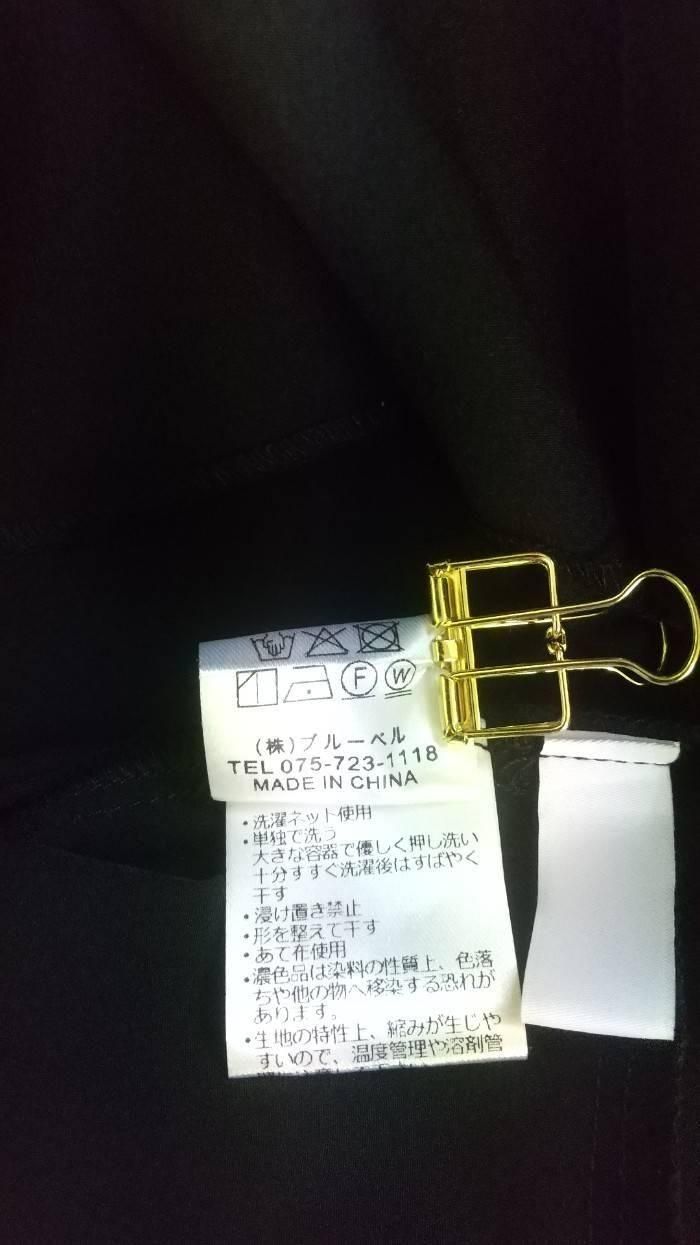 F W
(株)ブルーベル
TEL 075-723-1118
MADE IN CHINA
・洗濯ネット使用
・単独で洗う
大きな容器で優しく押し洗い
十分すすぐ洗濯後はすばやく
干す
・浸け置き禁止
・形を整えて干す
・あて布使用
・濃色品は染料の性質上、色落
ちや他の物へ移染する恐れが
あります。
・生地の特性上、縮みが生じや
すいので、温度管理や溶剤管